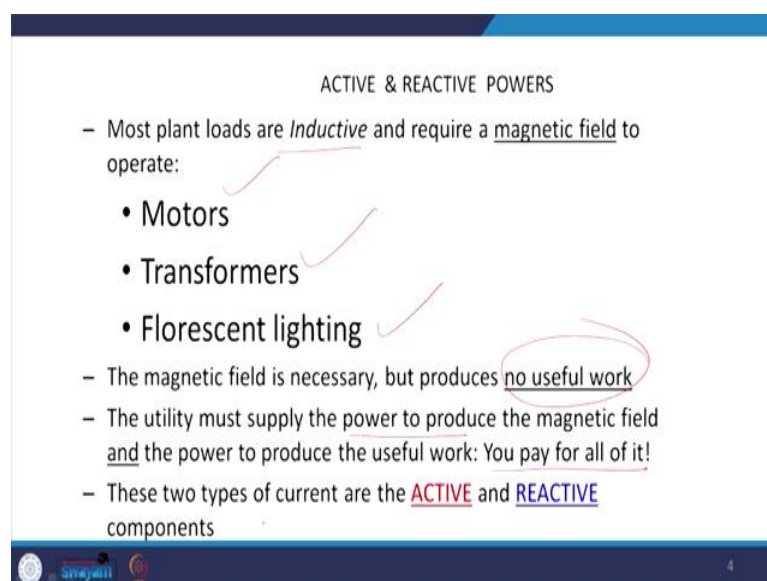 ACTIVE & REACTIVE POWERS
– Most plant loads are Inductive and require a magnetic field to
operate:
• Motors
• Transformers
• Florescent lighting
– The magnetic field is necessary, but produces no useful work
– The utility must supply the power to produce the magnetic field
and the power to produce the useful work: You pay for all of it!
– These two types of current are the ACTIVE and REACTIVE
components
swayam
4